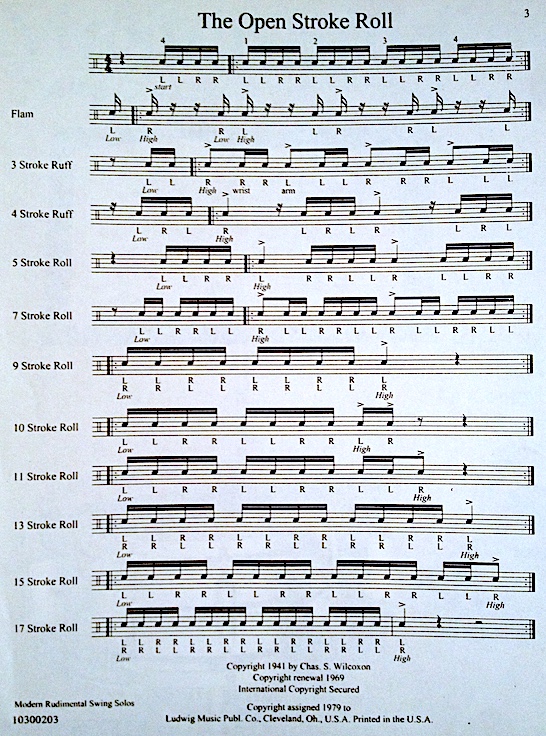 The Open Stroke Roll
3
4 1 2 3 4
L L R R R R L L R R L L R R L L R R L L
start
Flam
L R L R L R L R L L
Low High Low High
3 Stroke Ruff
L L R R R L L L R R R L L L
Low High
wrist arm
4 Stroke Ruff
L R L R L R L R L R L
Low High
5 Stroke Roll
L L R R L R R L L R L L R R
Low High
7 Stroke Roll
L L R R L L R L L R R L L R L L R R L L
Low High
9 Stroke Roll
L L R R L L R R L
R R L L R R L L R
Low High
10 Stroke Roll
L L R R L L R R L R
Low High
11 Stroke Roll
L L R R L L R R L L R
Low High
13 Stroke Roll
L L R R L L R R L L R R L
R R L L R R L L R R L L R
Low High
15 Stroke Roll
L L R R L L R R L L R R L L R
Low High
17 Stroke Roll
L L R R L L R R L L R R L L R R L
R R L L R R L L R R L L R R L L R
Low High
Copyright 1941 by Chas. S. Wilcoxon
Copyright renewal 1969
International Copyright Secured
Modern Rudimental Swing Solos
10300203
Copyright assigned 1979 to
Ludwig Music Publ. Co., Cleveland, Oh., U.S.A. Printed in the U.S.A.